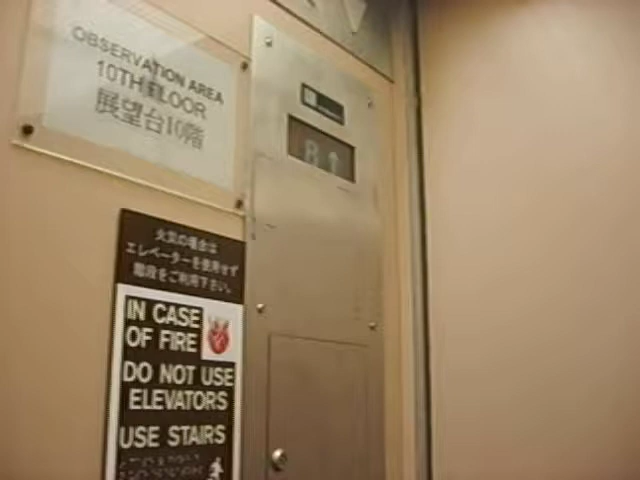 OBSERVATION AREA
10TH FLOOR
展望台10階
8↑
火災の場合は
エレベーターを使用せず
階段をご利用下さい。
IN CASE
OF FIRE
DO NOT USE
ELEVATORS
USE STAIRS